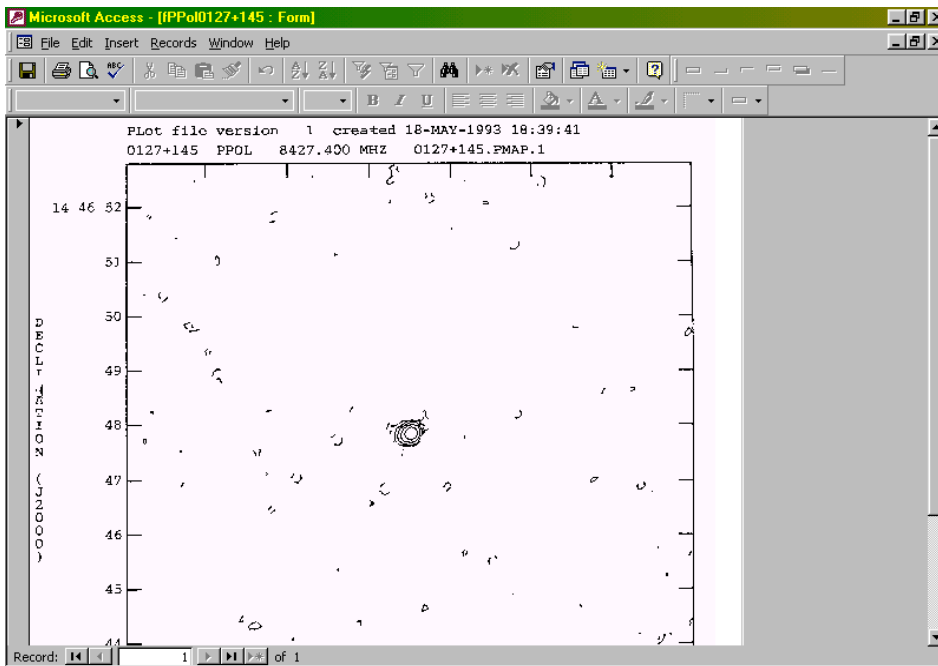 Microsoft Access - [fPPol0127+145 : Form]
File Edit Insert Records Window Help
ABC
A Z Z A
B I U A
PLot file version 1 created 18-MAY-1993 18:39:41
0127+145 PPOL 8427.400 MHZ 0127+145.PMAP.1
14 46 52
51
50
49
48
47
46
45
44
DECLINATION (J2000)
Record: 1 of 1